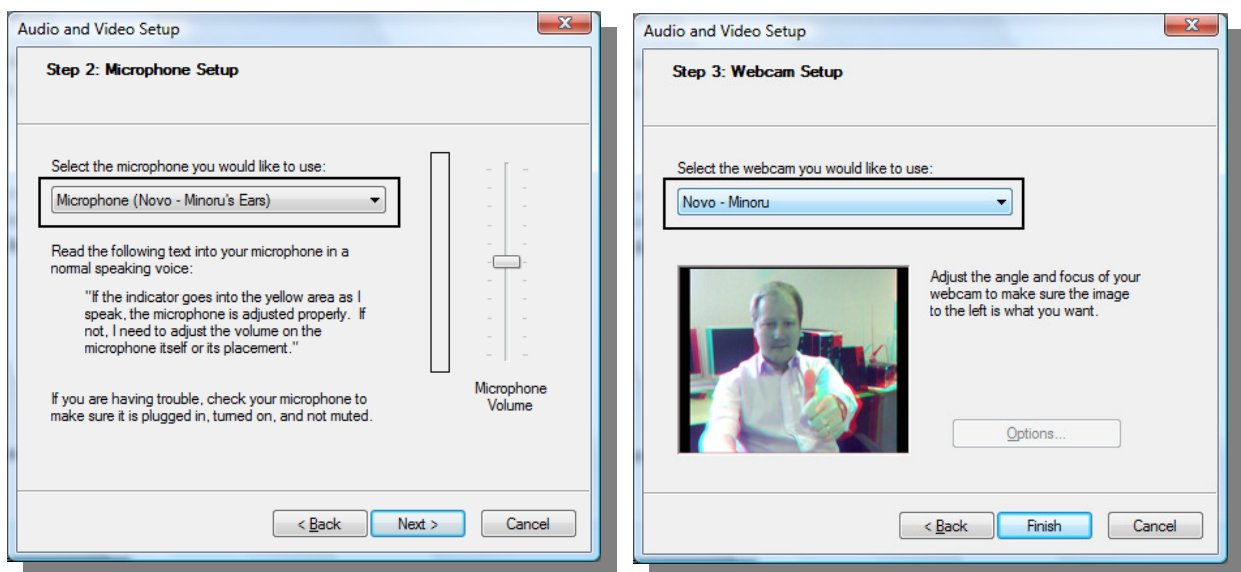 Audio and Video Setup
Step 2: Microphone Setup
Select the microphone you would like to use:
Microphone (Novo - Minoru's Ears)
Read the following text into your microphone in a
normal speaking voice:
"If the indicator goes into the yellow area as I
speak, the microphone is adjusted properly. If
not, I need to adjust the volume on the
microphone itself or its placement."
If you are having trouble, check your microphone to
make sure it is plugged in, turned on, and not muted.
Microphone
Volume
< Back
Next >
Cancel
Audio and Video Setup
Step 3: Webcam Setup
Select the webcam you would like to use:
Novo - Minoru
Adjust the angle and focus of your
webcam to make sure the image
to the left is what you want.
Options...
< Back
Finish
Cancel